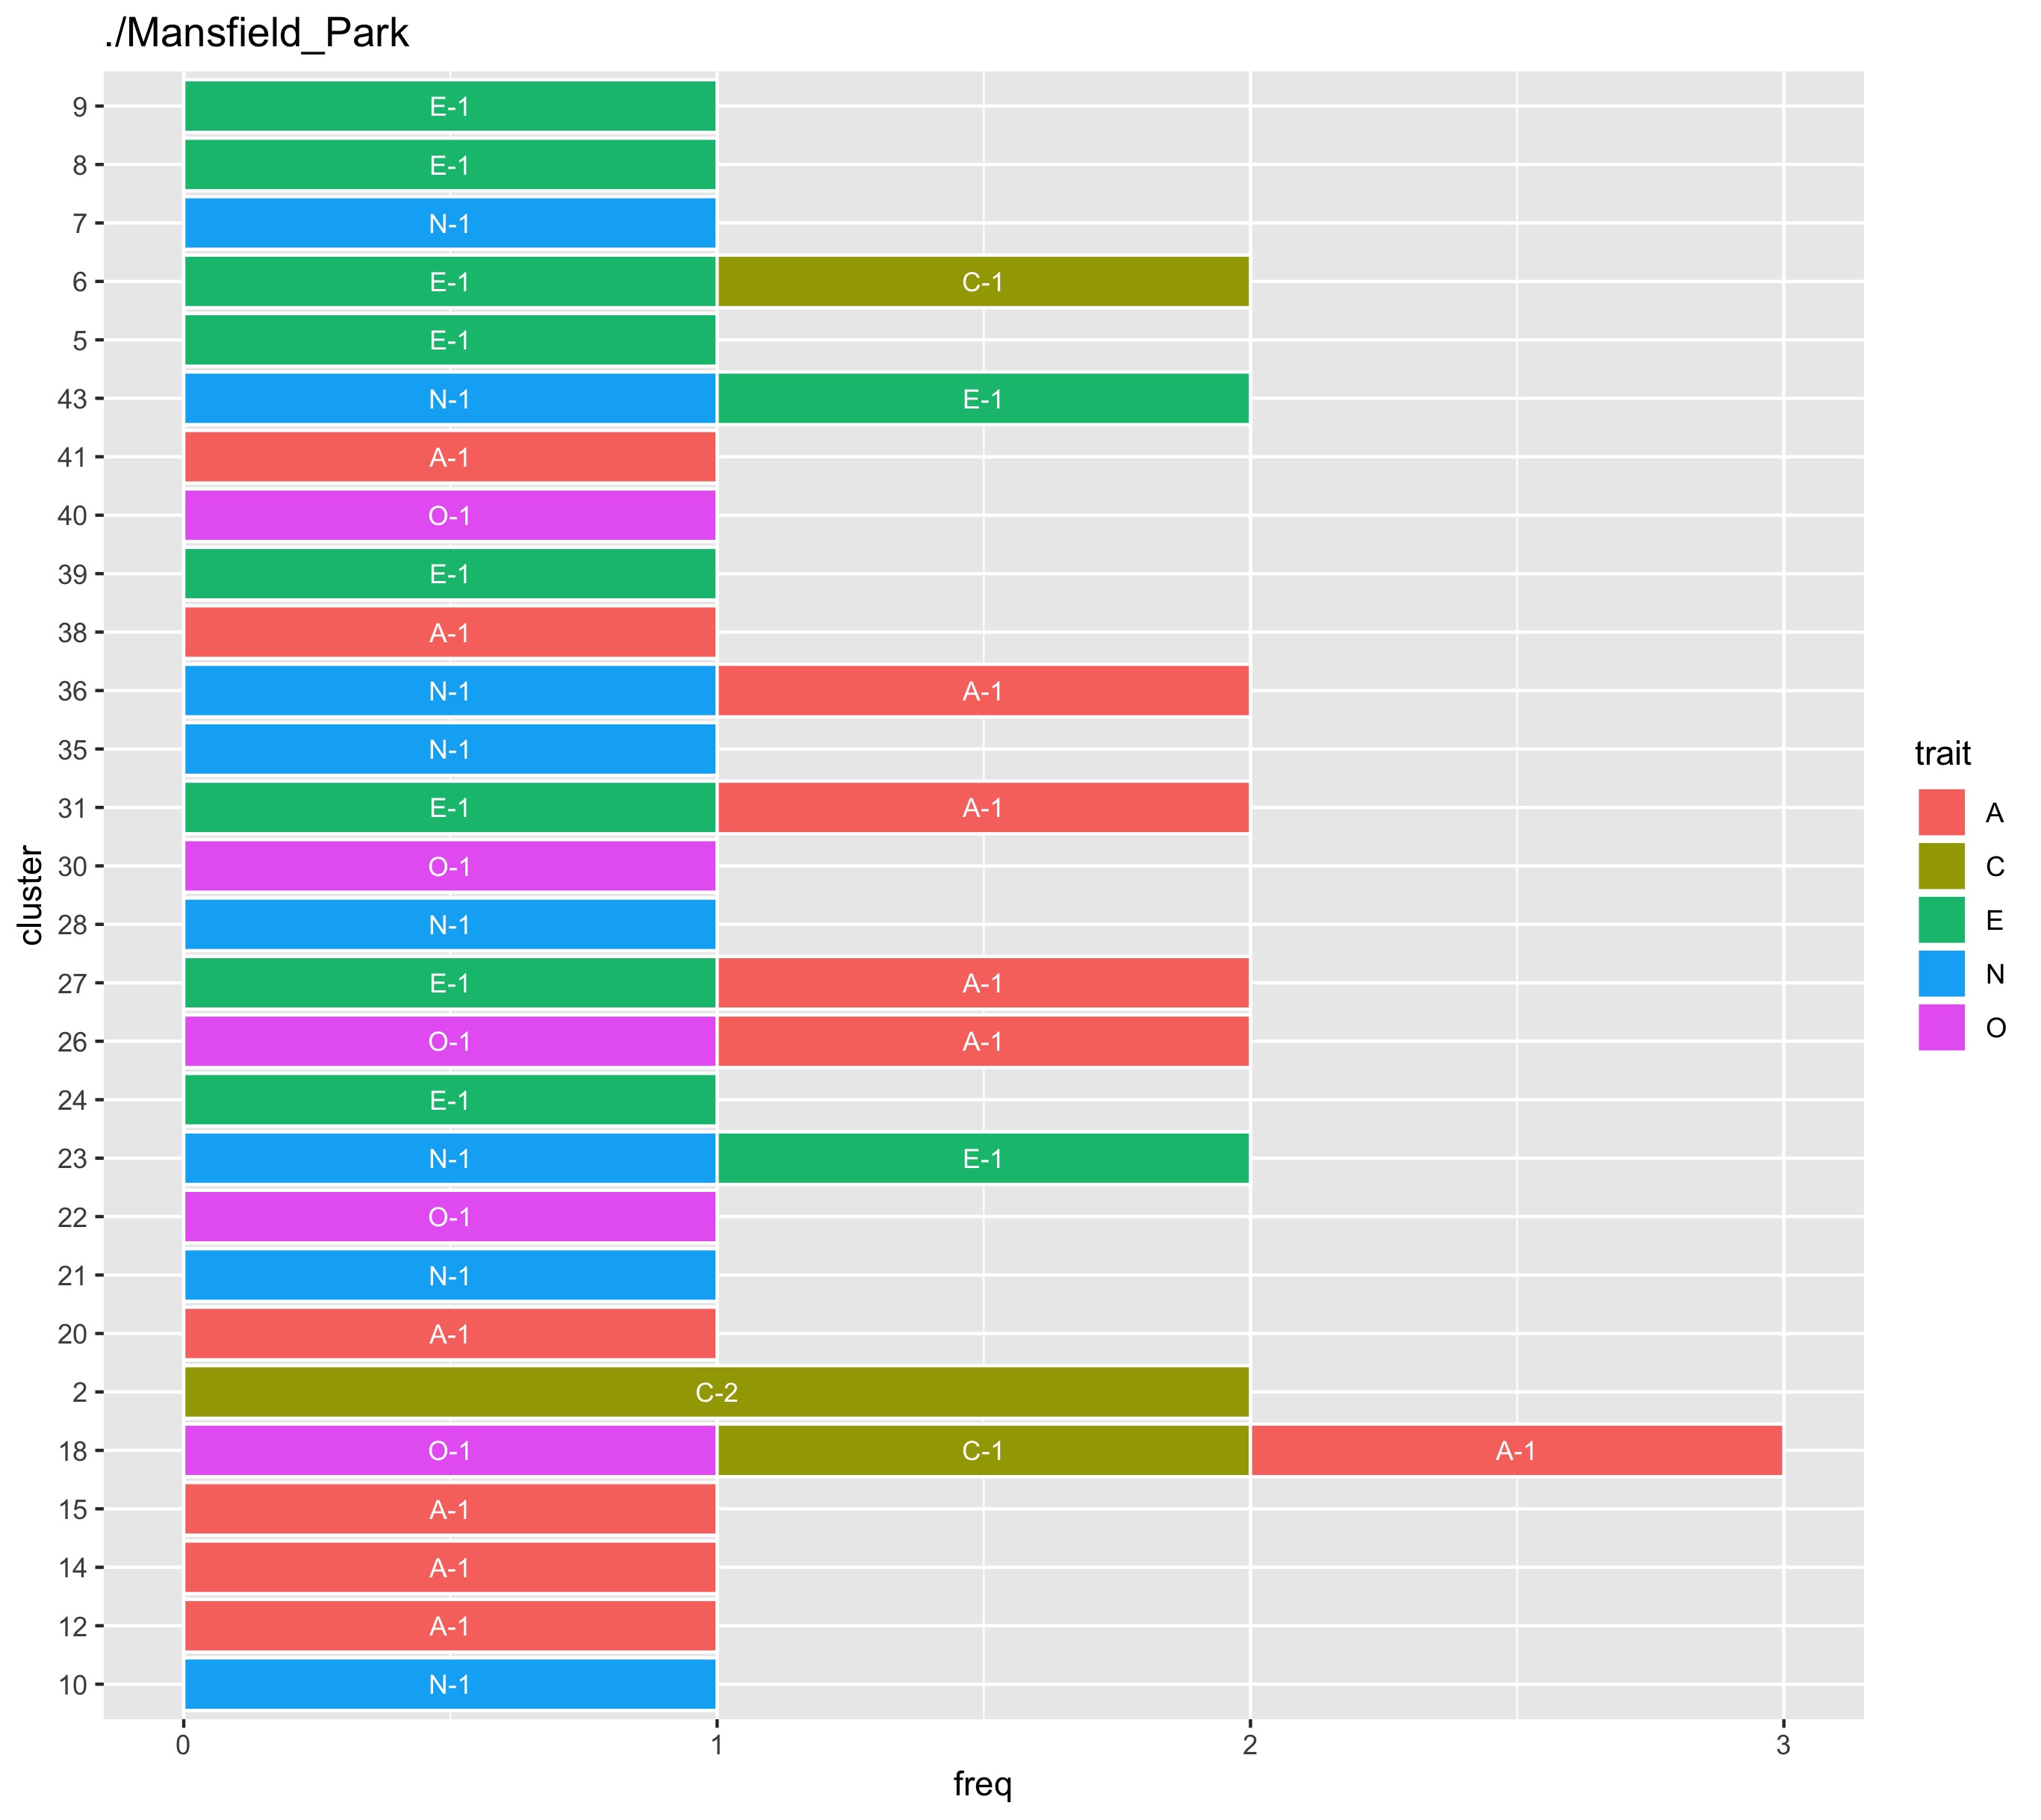 ./Mansfield_Park
9 E-1
8 E-1
7 N-1
6 E-1 C-1
5 E-1
43 N-1 E-1
41 A-1
40 O-1
39 E-1
38 A-1
36 N-1 A-1
35 N-1
31 E-1 A-1
30 O-1
28 N-1
27 E-1 A-1
26 O-1 A-1
24 E-1
23 N-1 E-1
22 O-1
21 N-1
20 A-1
2 C-2
18 O-1 C-1 A-1
15 A-1
14 A-1
12 A-1
10 N-1
0 1 2 3
freq
cluster
trait
A
C
E
N
O